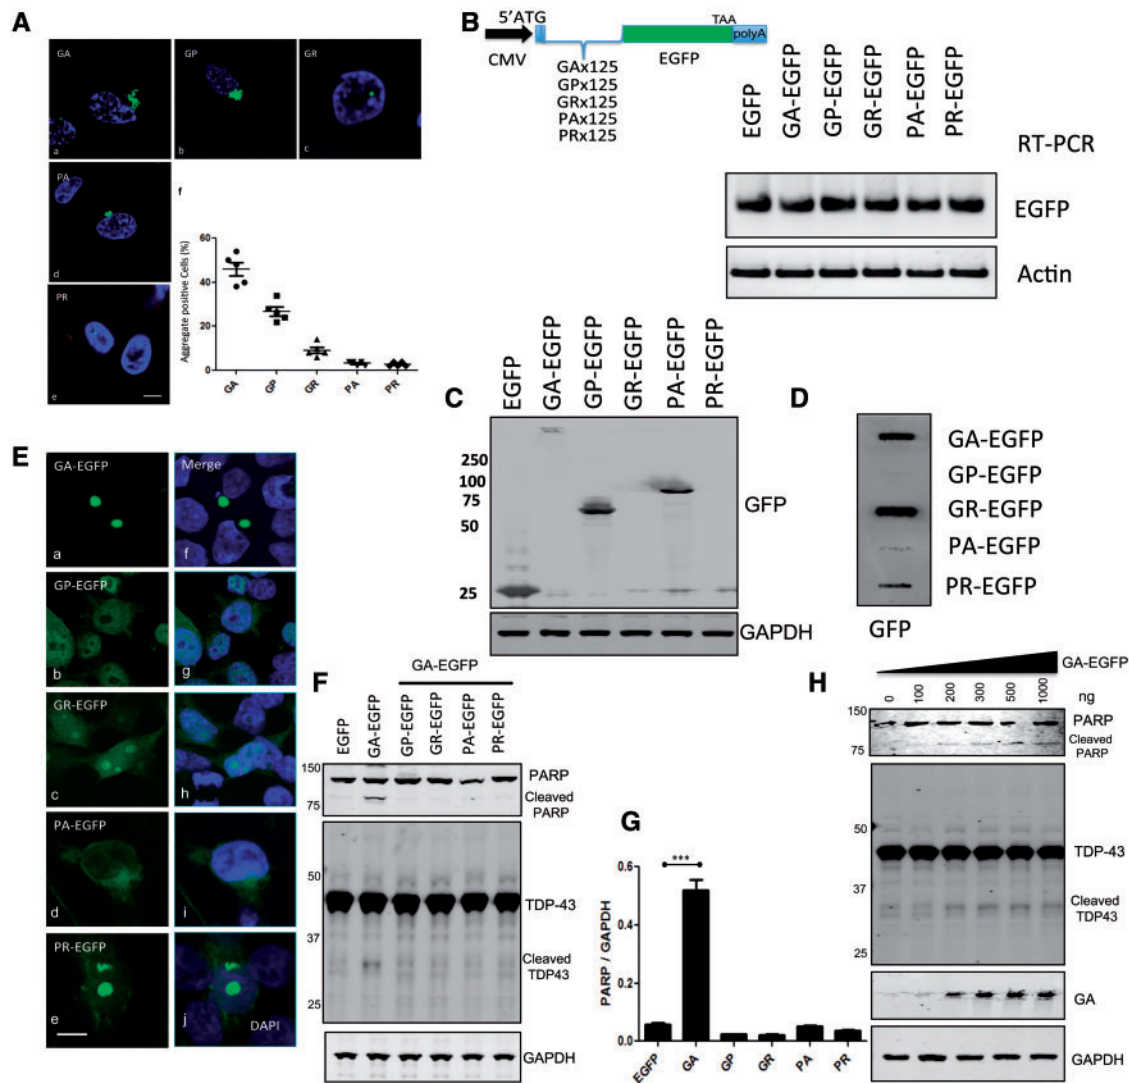 A
GA
a
GP
b
GR
c
PA
d
PR
e
f
Aggregate positive Cells (%)
60
40
20
0
GA
GP
GR
PA
PR
B
5'ATG
TAA
polyA
CMV
EGFP
GAx125
GPx125
GRx125
PAx125
PRx125
EGFP
GA-EGFP
GP-EGFP
GR-EGFP
PA-EGFP
PR-EGFP
RT-PCR
EGFP
Actin
C
EGFP
GA-EGFP
GP-EGFP
GR-EGFP
PA-EGFP
PR-EGFP
250
100
75
50
25
GFP
GAPDH
D
GA-EGFP
GP-EGFP
GR-EGFP
PA-EGFP
PR-EGFP
GFP
E
GA-EGFP
a
Merge
f
GP-EGFP
b
g
GR-EGFP
c
h
PA-EGFP
d
i
PR-EGFP
e
j
DAPI
F
GA-EGFP
EGFP
GA-EGFP
GP-EGFP
GR-EGFP
PA-EGFP
PR-EGFP
150
75
PARP
Cleaved
PARP
50
37
25
TDP-43
Cleaved
TDP43
GAPDH
G
PARP / GAPDH
0.6
0.4
0.2
0.0
***
EGFP
GA
GP
GR
PA
PR
H
GA-EGFP
0
100
200
300
500
1000
ng
150
75
PARP
Cleaved
PARP
50
37
25
TDP-43
Cleaved
TDP43
GA
GAPDH